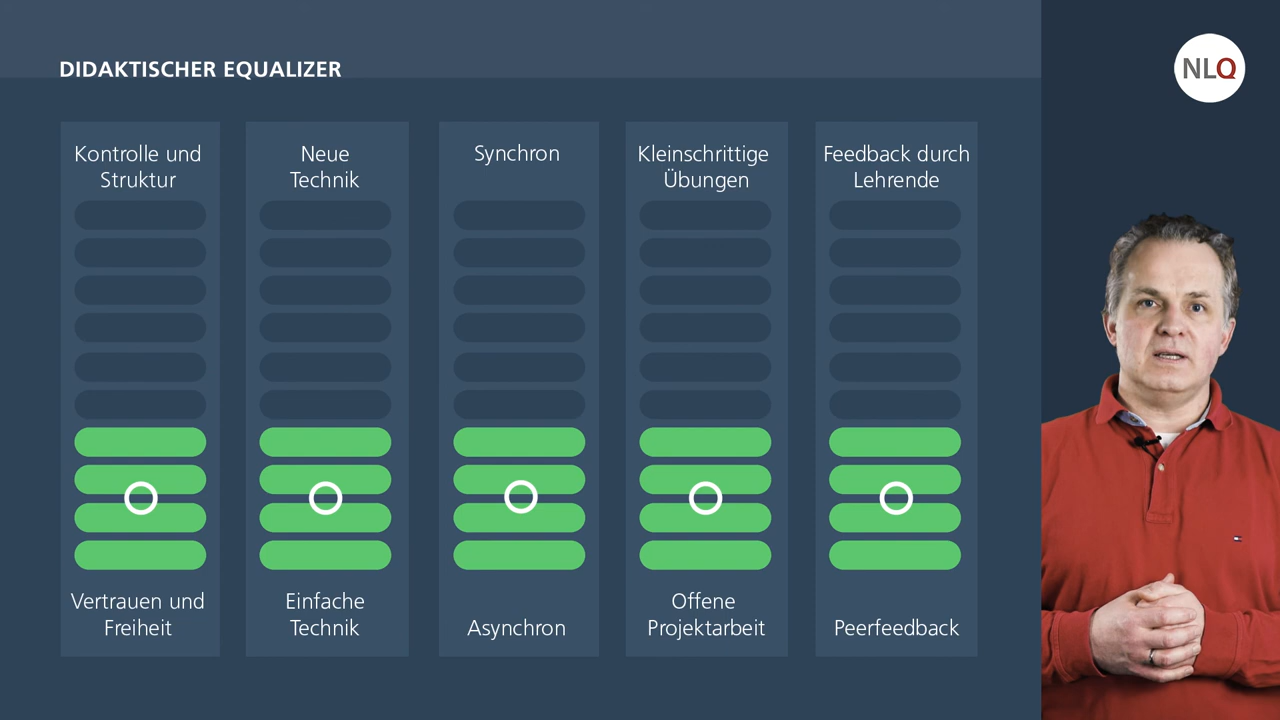 DIDAKTISCHER EQUALIZER
NLQ
Kontrolle und
Struktur
Neue
Technik
Synchron
Kleinschrittige
Übungen
Feedback durch
Lehrende
Vertrauen und
Freiheit
Einfache
Technik
Asynchron
Offene
Projektarbeit
Peerfeedback